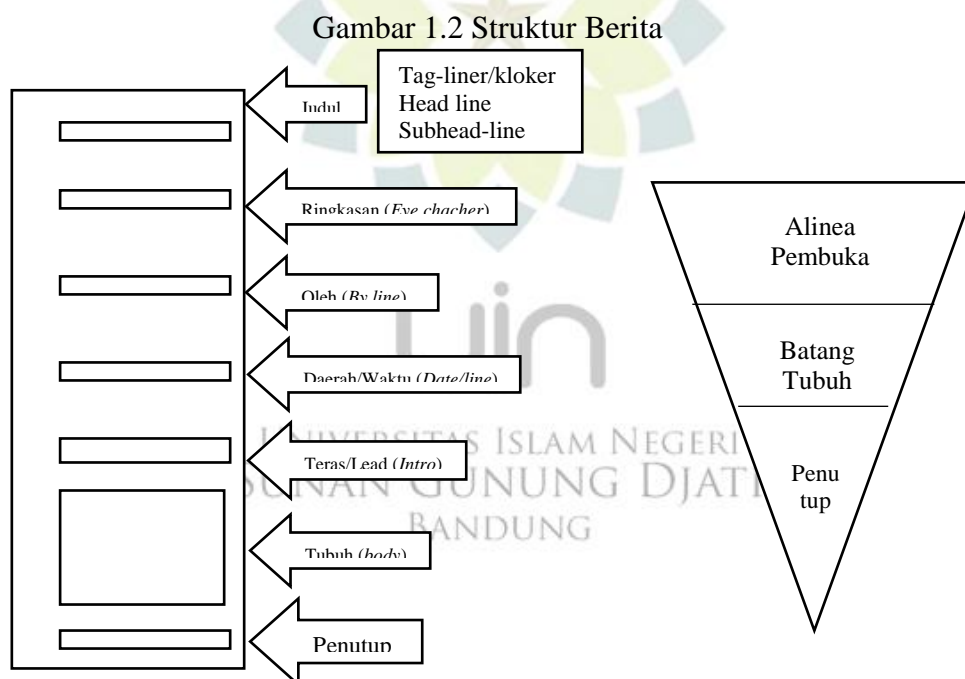 Gambar 1.2 Struktur Berita
Judul
Tag-liner/kloker
Head line
Subhead-line
Ringkasan (Eye chacher)
Oleh (By line)
Daerah/Waktu (Date/line)
Teras/Lead (Intro)
Tubuh (body)
Penutup
Alinea
Pembuka
Batang
Tubuh
Penu
tup
uin
UNIVERSITAS ISLAM NEGERI
SUNAN GUNUNG DJATI
BANDUNG